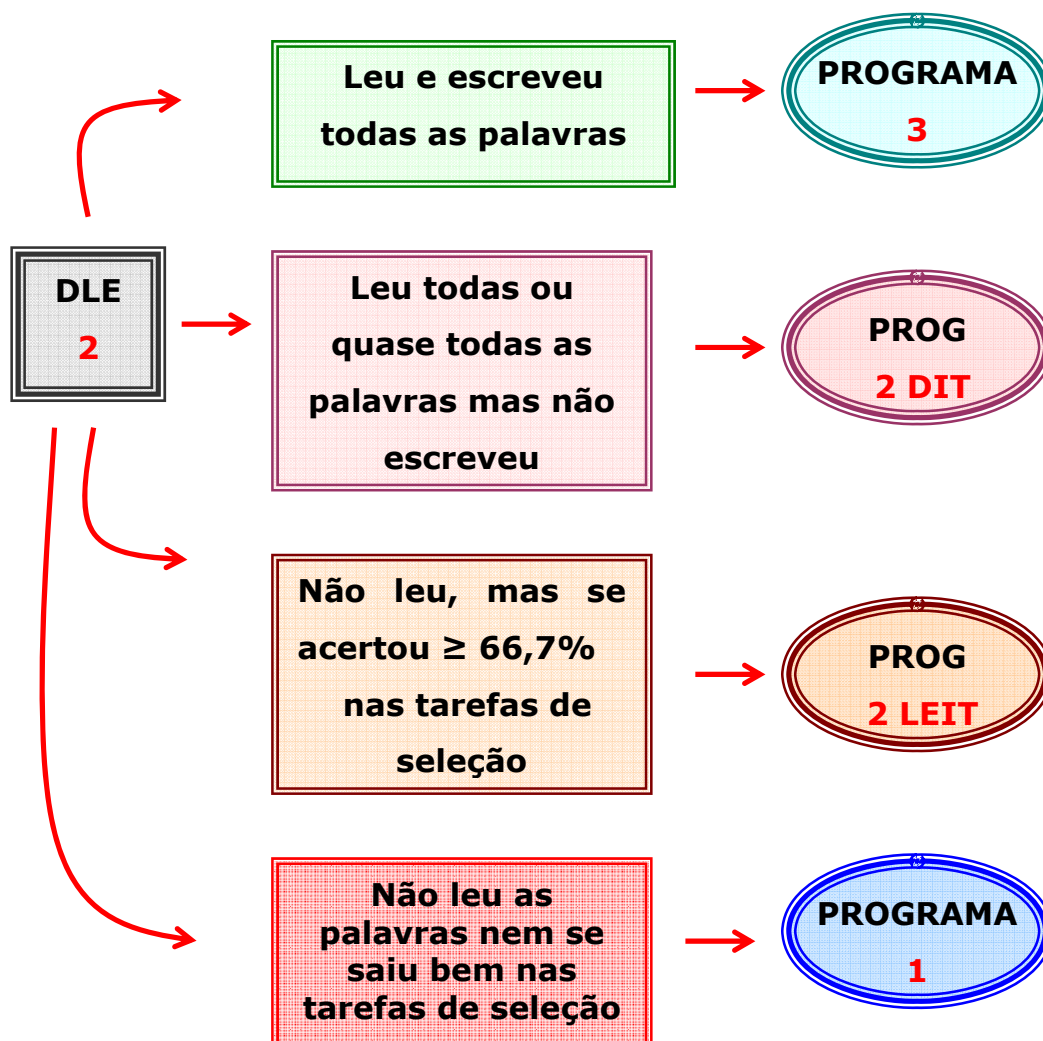 Leu e escreveu
todas as palavras
PROGRAMA
3
DLE
2
Leu todas ou
quase todas as
palavras mas não
escreveu
PROG
2 DIT
Não leu, mas se
acertou ≥ 66,7%
nas tarefas de
seleção
PROG
2 LEIT
Não leu as
palavras nem se
saiu bem nas
tarefas de seleção
PROGRAMA
1